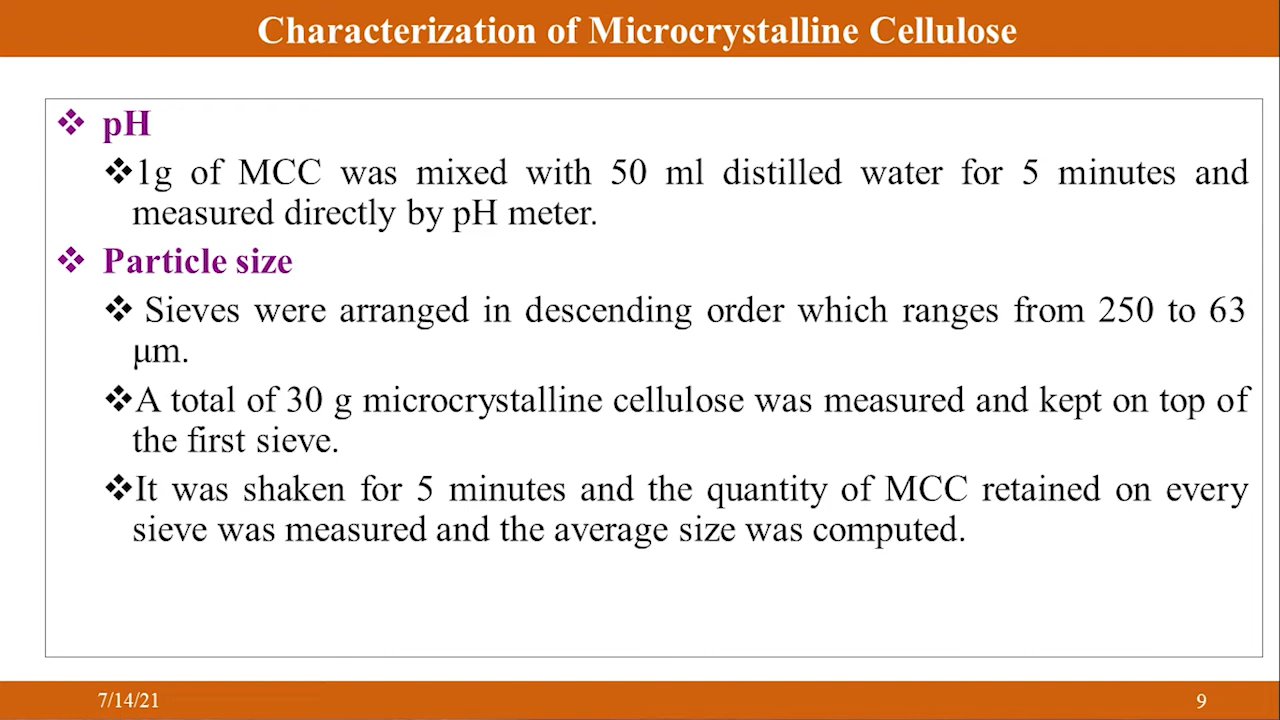 Characterization of Microcrystalline Cellulose
❖ pH
❖1g of MCC was mixed with 50 ml distilled water for 5 minutes and
measured directly by pH meter.
❖ Particle size
❖ Sieves were arranged in descending order which ranges from 250 to 63
μm.
❖A total of 30 g microcrystalline cellulose was measured and kept on top of
the first sieve.
❖It was shaken for 5 minutes and the quantity of MCC retained on every
sieve was measured and the average size was computed.
7/14/21
9